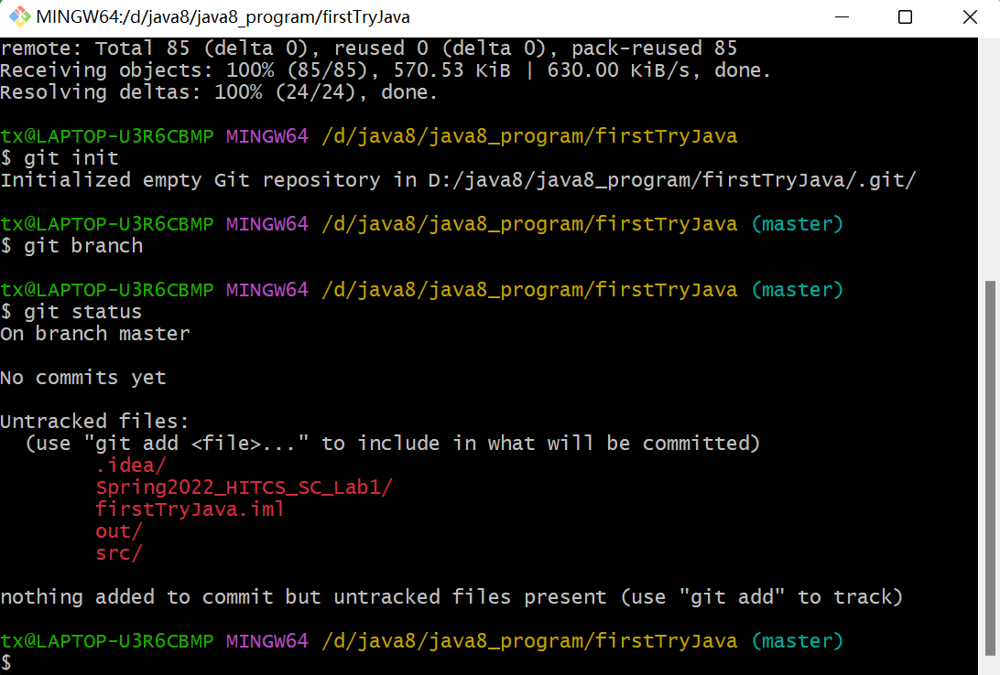 MINGW64:/d/java8/java8_program/firstTryJava
remote: Total 85 (delta 0), reused 0 (delta 0), pack-reused 85
Receiving objects: 100% (85/85), 570.53 KiB | 630.00 KiB/s, done.
Resolving deltas: 100% (24/24), done.
tx@LAPTOP-U3R6CBMP MINGW64 /d/java8/java8_program/firstTryJava
$ git init
Initialized empty Git repository in D:/java8/java8_program/firstTryJava/.git/
tx@LAPTOP-U3R6CBMP MINGW64 /d/java8/java8_program/firstTryJava (master)
$ git branch
tx@LAPTOP-U3R6CBMP MINGW64 /d/java8/java8_program/firstTryJava (master)
$ git status
On branch master
No commits yet
Untracked files:
(use "git add <file>..." to include in what will be committed)
.idea/
Spring2022_HITCS_SC_Lab1/
firstTryJava.iml
out/
src/
nothing added to commit but untracked files present (use "git add" to track)
tx@LAPTOP-U3R6CBMP MINGW64 /d/java8/java8_program/firstTryJava (master)
$